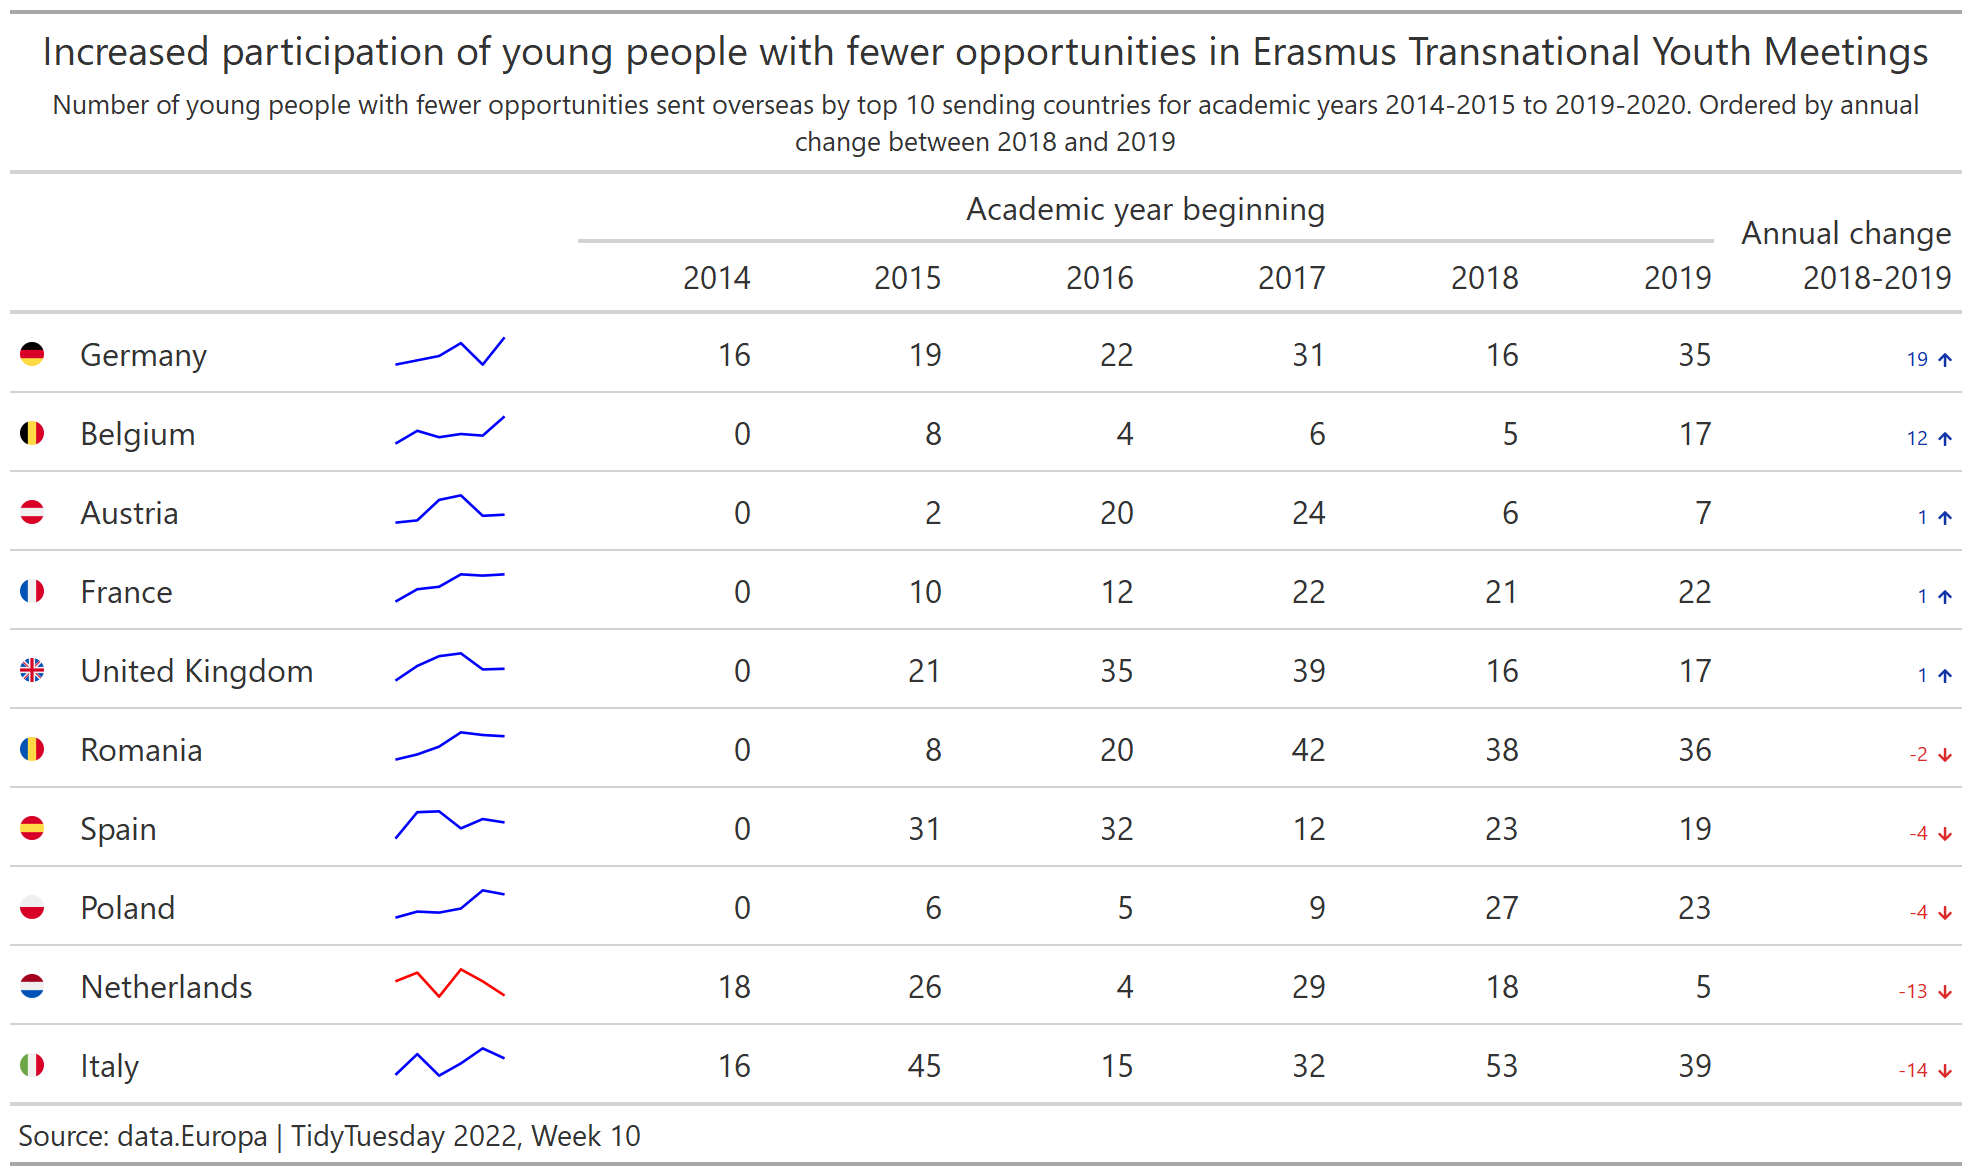 Increased participation of young people with fewer opportunities in Erasmus Transnational Youth Meetings
Number of young people with fewer opportunities sent overseas by top 10 sending countries for academic years 2014-2015 to 2019-2020. Ordered by annual
change between 2018 and 2019
Academic year beginning
Annual change
2014 2015 2016 2017 2018 2019 2018-2019
Germany 16 19 22 31 16 35 19 ↑
Belgium 0 8 4 6 5 17 12 ↑
Austria 0 2 20 24 6 7 1 ↑
France 0 10 12 22 21 22 1 ↑
United Kingdom 0 21 35 39 16 17 1 ↑
Romania 0 8 20 42 38 36 -2 ↓
Spain 0 31 32 12 23 19 -4 ↓
Poland 0 6 5 9 27 23 -4 ↓
Netherlands 18 26 4 29 18 5 -13 ↓
Italy 16 45 15 32 53 39 -14 ↓
Source: data.Europa | TidyTuesday 2022, Week 10